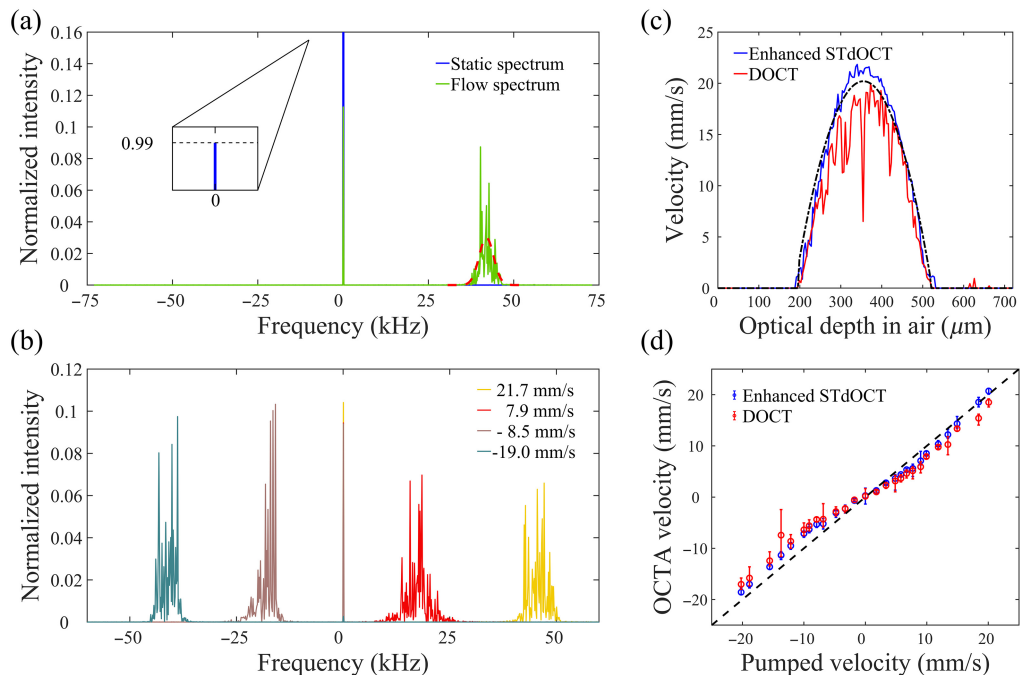 (a)
Normalized intensity
0.16
0.14
0.12
0.1
0.08
0.06
0.04
0.02
0
Static spectrum
Flow spectrum
0.99
0
−75
−50
−25
0
25
50
75
Frequency (kHz)
(b)
Normalized intensity
0.12
0.1
0.08
0.06
0.04
0.02
0
21.7 mm/s
7.9 mm/s
- 8.5 mm/s
-19.0 mm/s
−50
−25
0
25
50
Frequency (kHz)
(c)
Velocity (mm/s)
25
20
15
10
5
0
Enhanced STdOCT
DOCT
0
100
200
300
400
500
600
700
Optical depth in air (μm)
(d)
OCTA velocity (mm/s)
20
10
0
−10
−20
Enhanced STdOCT
DOCT
−20
−10
0
10
20
Pumped velocity (mm/s)